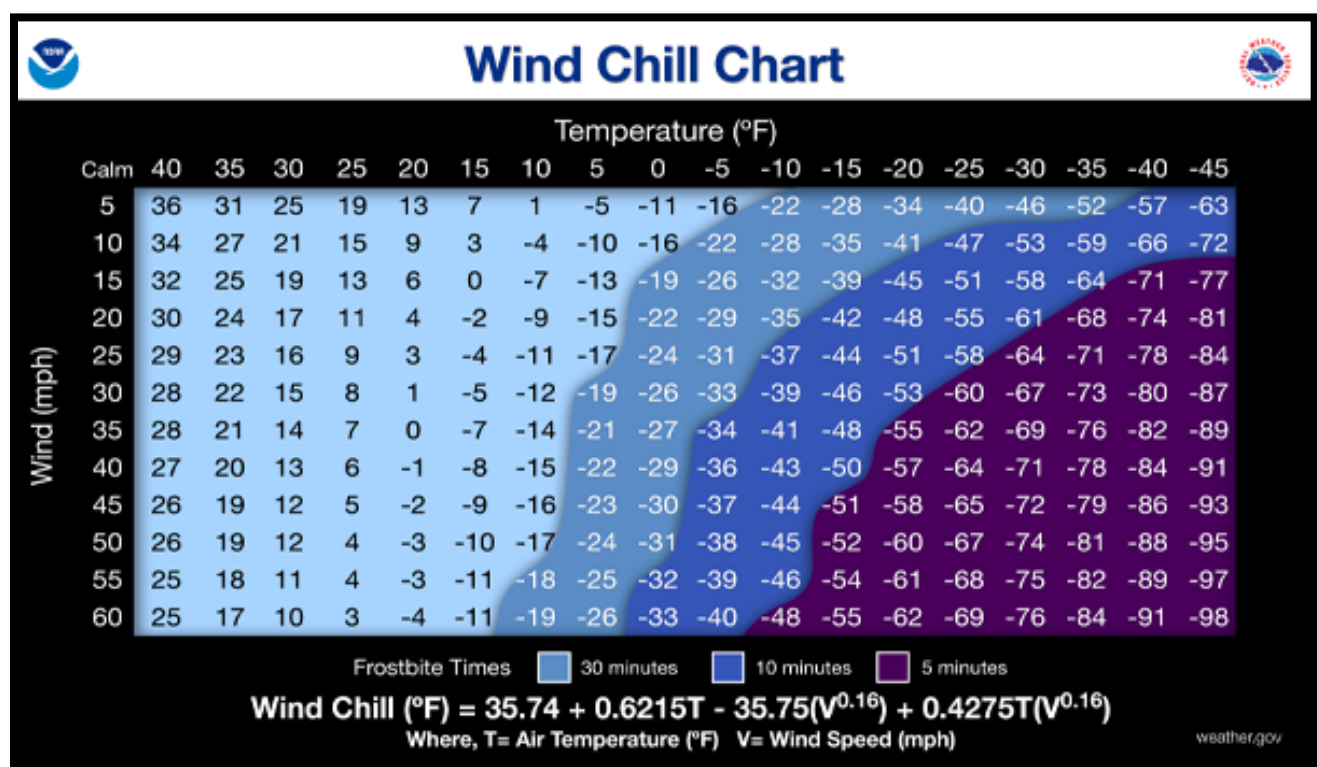 Wind Chill Chart
Temperature (ºF)
Calm 40 35 30 25 20 15 10 5 0 -5 -10 -15 -20 -25 -30 -35 -40 -45
Wind (mph)
5 36 31 25 19 13 7 1 -5 -11 -16 -22 -28 -34 -40 -46 -52 -57 -63
10 34 27 21 15 9 3 -4 -10 -16 -22 -28 -35 -41 -47 -53 -59 -66 -72
15 32 25 19 13 6 0 -7 -13 -19 -26 -32 -39 -45 -51 -58 -64 -71 -77
20 30 24 17 11 4 -2 -9 -15 -22 -29 -35 -42 -48 -55 -61 -68 -74 -81
25 29 23 16 9 3 -4 -11 -17 -24 -31 -37 -44 -51 -58 -64 -71 -78 -84
30 28 22 15 8 1 -5 -12 -19 -26 -33 -39 -46 -53 -60 -67 -73 -80 -87
35 28 21 14 7 0 -7 -14 -21 -27 -34 -41 -48 -55 -62 -69 -76 -82 -89
40 27 20 13 6 -1 -8 -15 -22 -29 -36 -43 -50 -57 -64 -71 -78 -84 -91
45 26 19 12 5 -2 -9 -16 -23 -30 -37 -44 -51 -58 -65 -72 -79 -86 -93
50 26 19 12 4 -3 -10 -17 -24 -31 -38 -45 -52 -60 -67 -74 -81 -88 -95
55 25 18 11 4 -3 -11 -18 -25 -32 -39 -46 -54 -61 -68 -75 -82 -89 -97
60 25 17 10 3 -4 -11 -19 -26 -33 -40 -48 -55 -62 -69 -76 -84 -91 -98
Frostbite Times 30 minutes 10 minutes 5 minutes
Wind Chill (ºF) = 35.74 + 0.6215T - 35.75(V^0.16) + 0.4275T(V^0.16)
Where, T= Air Temperature (ºF) V= Wind Speed (mph)
weather.gov